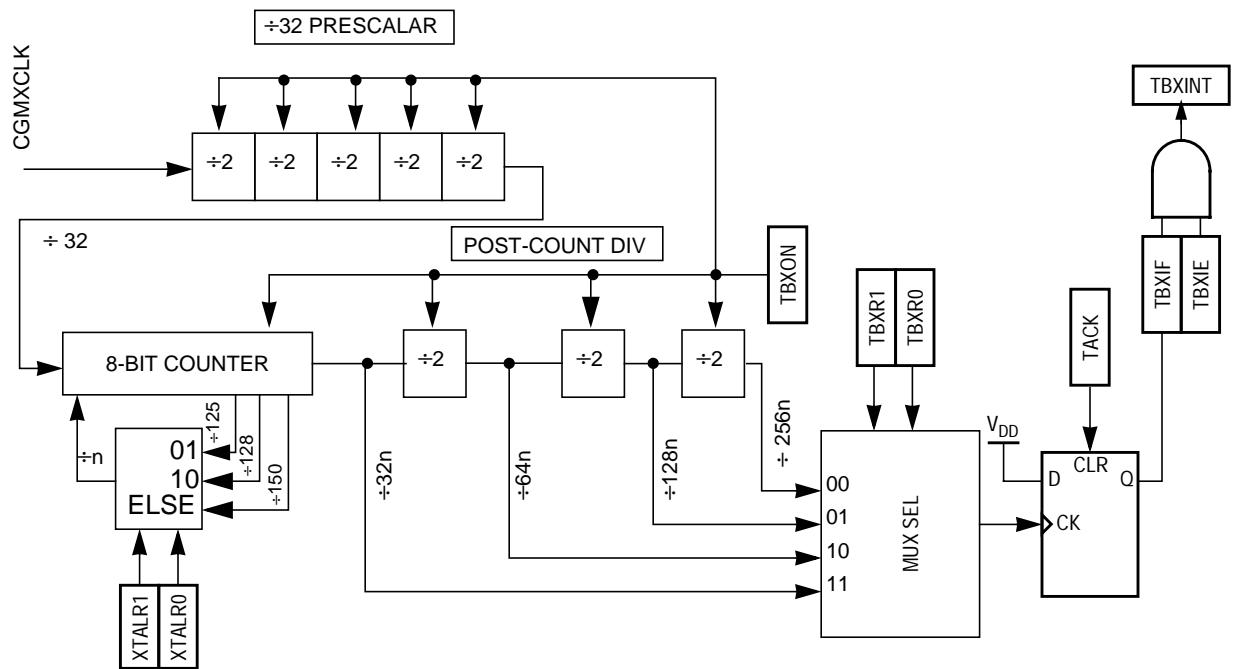 ÷32 PRESCALAR
CGMXCLK
÷2
÷2
÷2
÷2
÷2
÷ 32
POST-COUNT DIV
TBXON
8-BIT COUNTER
÷2
÷2
÷2
÷125
÷128
÷150
÷n
01
10
ELSE
XTALR1
XTALR0
÷32n
÷64n
÷128n
÷ 256n
TBXR1
TBXR0
00
01
10
11
MUX SEL
VDD
TACK
CLR
D
Q
CK
TBXIF
TBXIE
TBXINT